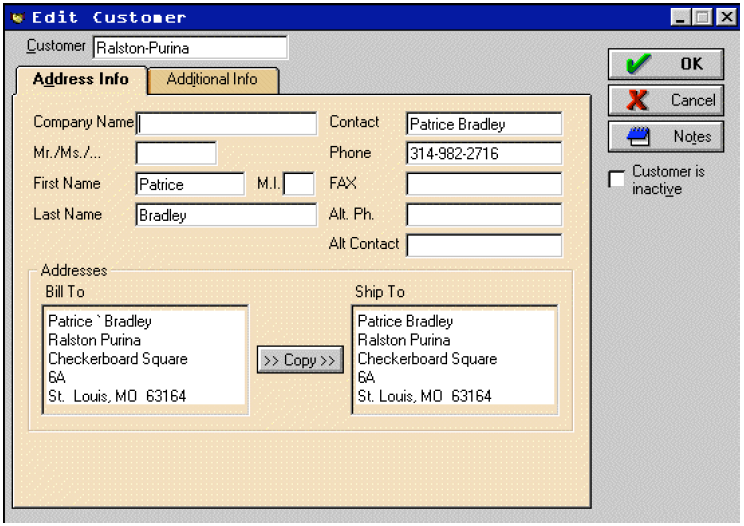 Edit Customer
Customer Ralston-Purina
Address Info Additional Info
OK
Cancel
Notes
Customer is
inactive
Company Name
Mr./Ms./...
First Name Patrice M.I.
Last Name Bradley
Contact Patrice Bradley
Phone 314-982-2716
FAX
Alt. Ph.
Alt Contact
Addresses
Bill To
Patrice ` Bradley
Ralston Purina
Checkerboard Square
6A
St. Louis, MO 63164
>> Copy >>
Ship To
Patrice Bradley
Ralston Purina
Checkerboard Square
6A
St. Louis, MO 63164